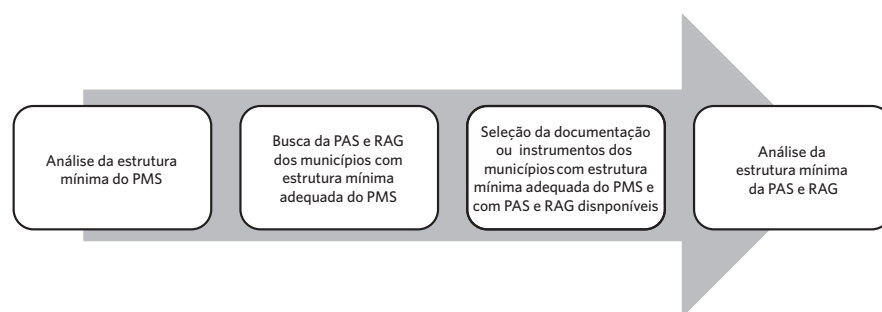 Análise da estrutura
mínima do PMS
Busca da PAS e RAG
dos municípios com
estrutura mínima
adequada do PMS
Seleção da documentação
ou instrumentos dos
municípios com estrutura
mínima adequada do PMS e
com PAS e RAG disnponíveis
Análise da
estrutura mínima
da PAS e RAG